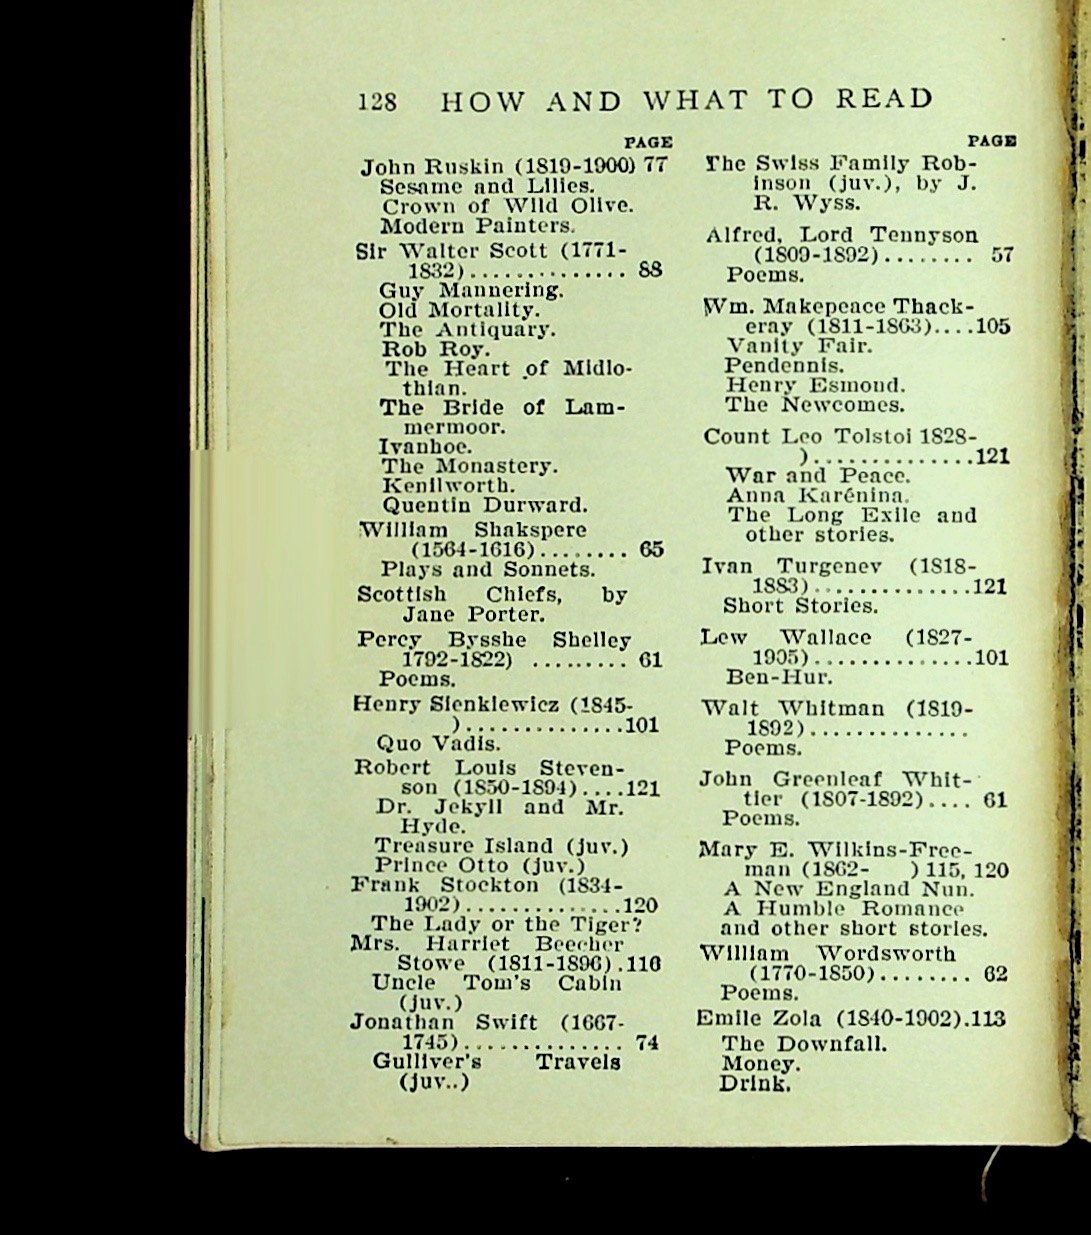 128 HOW AND WHAT TO READ
PAGE
John Ruskin (1819-1900) 77
Sesame and Lilies.
Crown of Wild Olive.
Modern Painters.
Sir Walter Scott (1771-
1832).............. 88
Guy Mannering.
Old Mortality.
The Antiquary.
Rob Roy.
The Heart of Midlo-
thian.
The Bride of Lam-
mermoor.
Ivanhoe.
The Monastery.
Kenilworth.
Quentin Durward.
William Shakspere
(1564-1616)........ 65
Plays and Sonnets.
Scottish Chiefs, by
Jane Porter.
Percy Bysshe Shelley
1792-1822) ......... 61
Poems.
Henry Sienkiewicz (1845-
)..............101
Quo Vadis.
Robert Louis Steven-
son (1850-1894)....121
Dr. Jekyll and Mr.
Hyde.
Treasure Island (juv.)
Prince Otto (juv.)
Frank Stockton (1834-
1902)..............120
The Lady or the Tiger?
Mrs. Harriet Beecher
Stowe (1811-1896).116
Uncle Tom's Cabin
(juv.)
Jonathan Swift (1667-
1745).............. 74
Gulliver's Travels
(juv..)
PAGE
The Swiss Family Rob-
inson (juv.), by J.
R. Wyss.
Alfred, Lord Tennyson
(1809-1892)........ 57
Poems.
Wm. Makepeace Thack-
eray (1811-1863)....105
Vanity Fair.
Pendennis.
Henry Esmond.
The Newcomes.
Count Leo Tolstoi 1828-
)..............121
War and Peace.
Anna Karénina.
The Long Exile and
other stories.
Ivan Turgenev (1818-
1883)..............121
Short Stories.
Lew Wallace (1827-
1905)..............101
Ben-Hur.
Walt Whitman (1819-
1892)..............
Poems.
John Greenleaf Whit-
tier (1807-1892).... 61
Poems.
Mary E. Wilkins-Free-
man (1862- ) 115, 120
A New England Nun.
A Humble Romance
and other short stories.
William Wordsworth
(1770-1850)........ 62
Poems.
Emile Zola (1840-1902).113
The Downfall.
Money.
Drink.